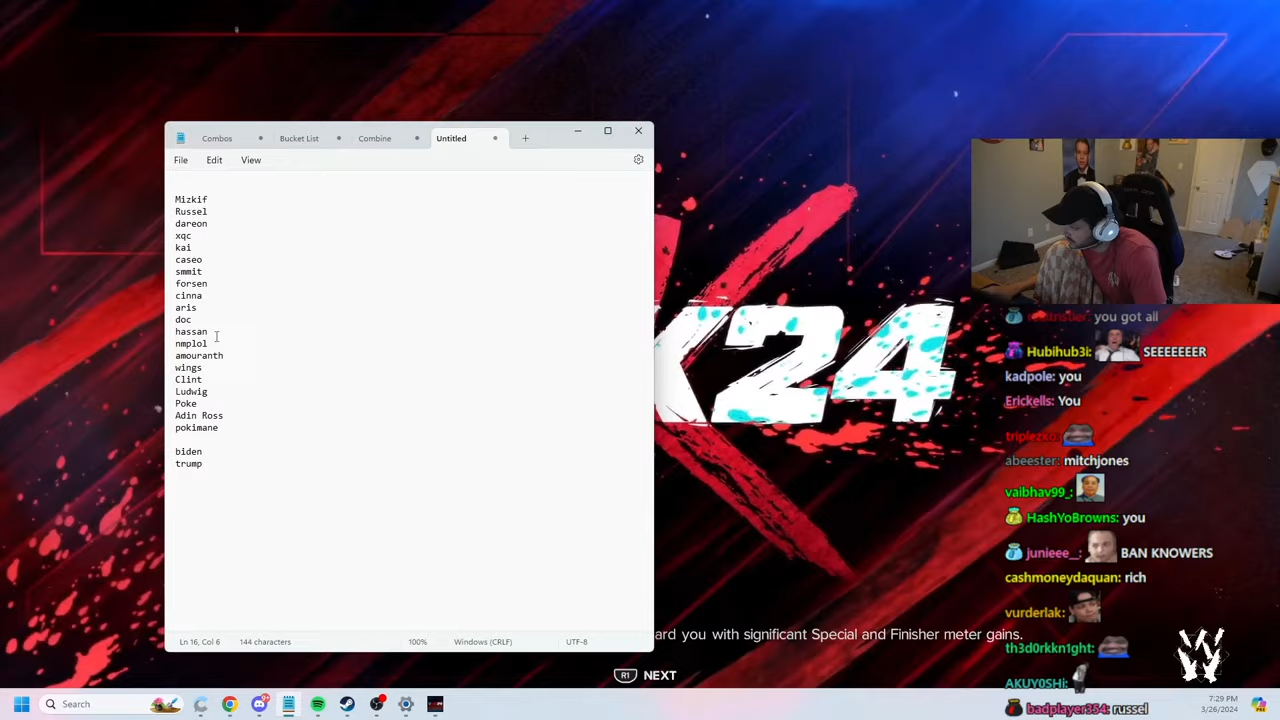 Combos
Bucket List
Combine
Untitled
File
Edit
View
Mizkif
Russel
dareon
xqc
kai
caseo
smmit
forsen
cinna
aris
doc
hassan
nmplol
amouranth
wings
Clint
Ludwig
Poke
Adin Ross
pokimane
biden
trump
Ln 16, Col 6
144 characters
100%
Windows (CRLF)
UTF-8
K24
you got all
Hubihub3i: SEEEEEER
kadpole: you
Erickells: You
triplezko:
abeester: mitchjones
vaibhav99_:
HashYoBrowns: you
junieee__: BAN KNOWERS
cashmoneydaquan: rich
vurderlak:
th3d0rkkn1ght:
AKUY0SHi:
badplayer354: russel
ard you with significant Special and Finisher meter gains.
R1 NEXT
Search
7:29 PM
3/26/2024